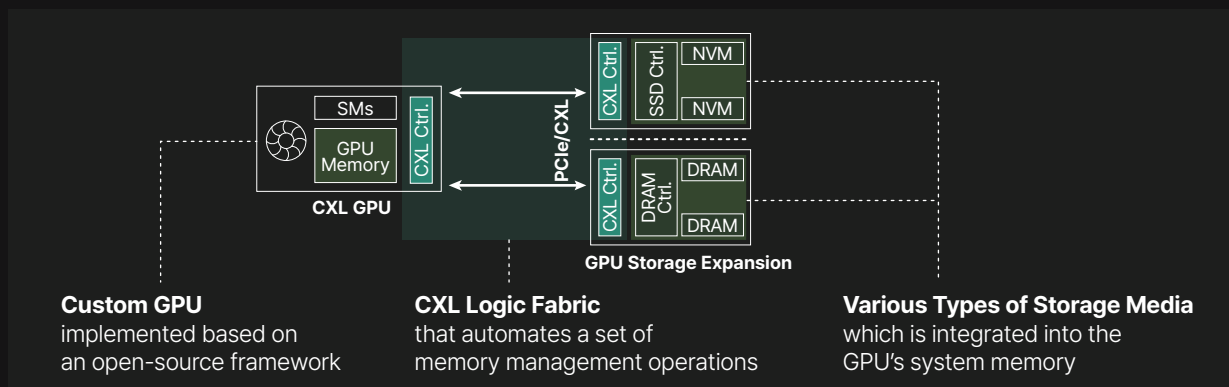 SMs
GPU
Memory
CXL Ctrl.
CXL GPU
PCIe/CXL
CXL Ctrl.
SSD Ctrl.
NVM
NVM
CXL Ctrl.
DRAM
Ctrl.
DRAM
DRAM
GPU Storage Expansion
Custom GPU
implemented based on
an open-source framework
CXL Logic Fabric
that automates a set of
memory management operations
Various Types of Storage Media
which is integrated into the
GPU's system memory